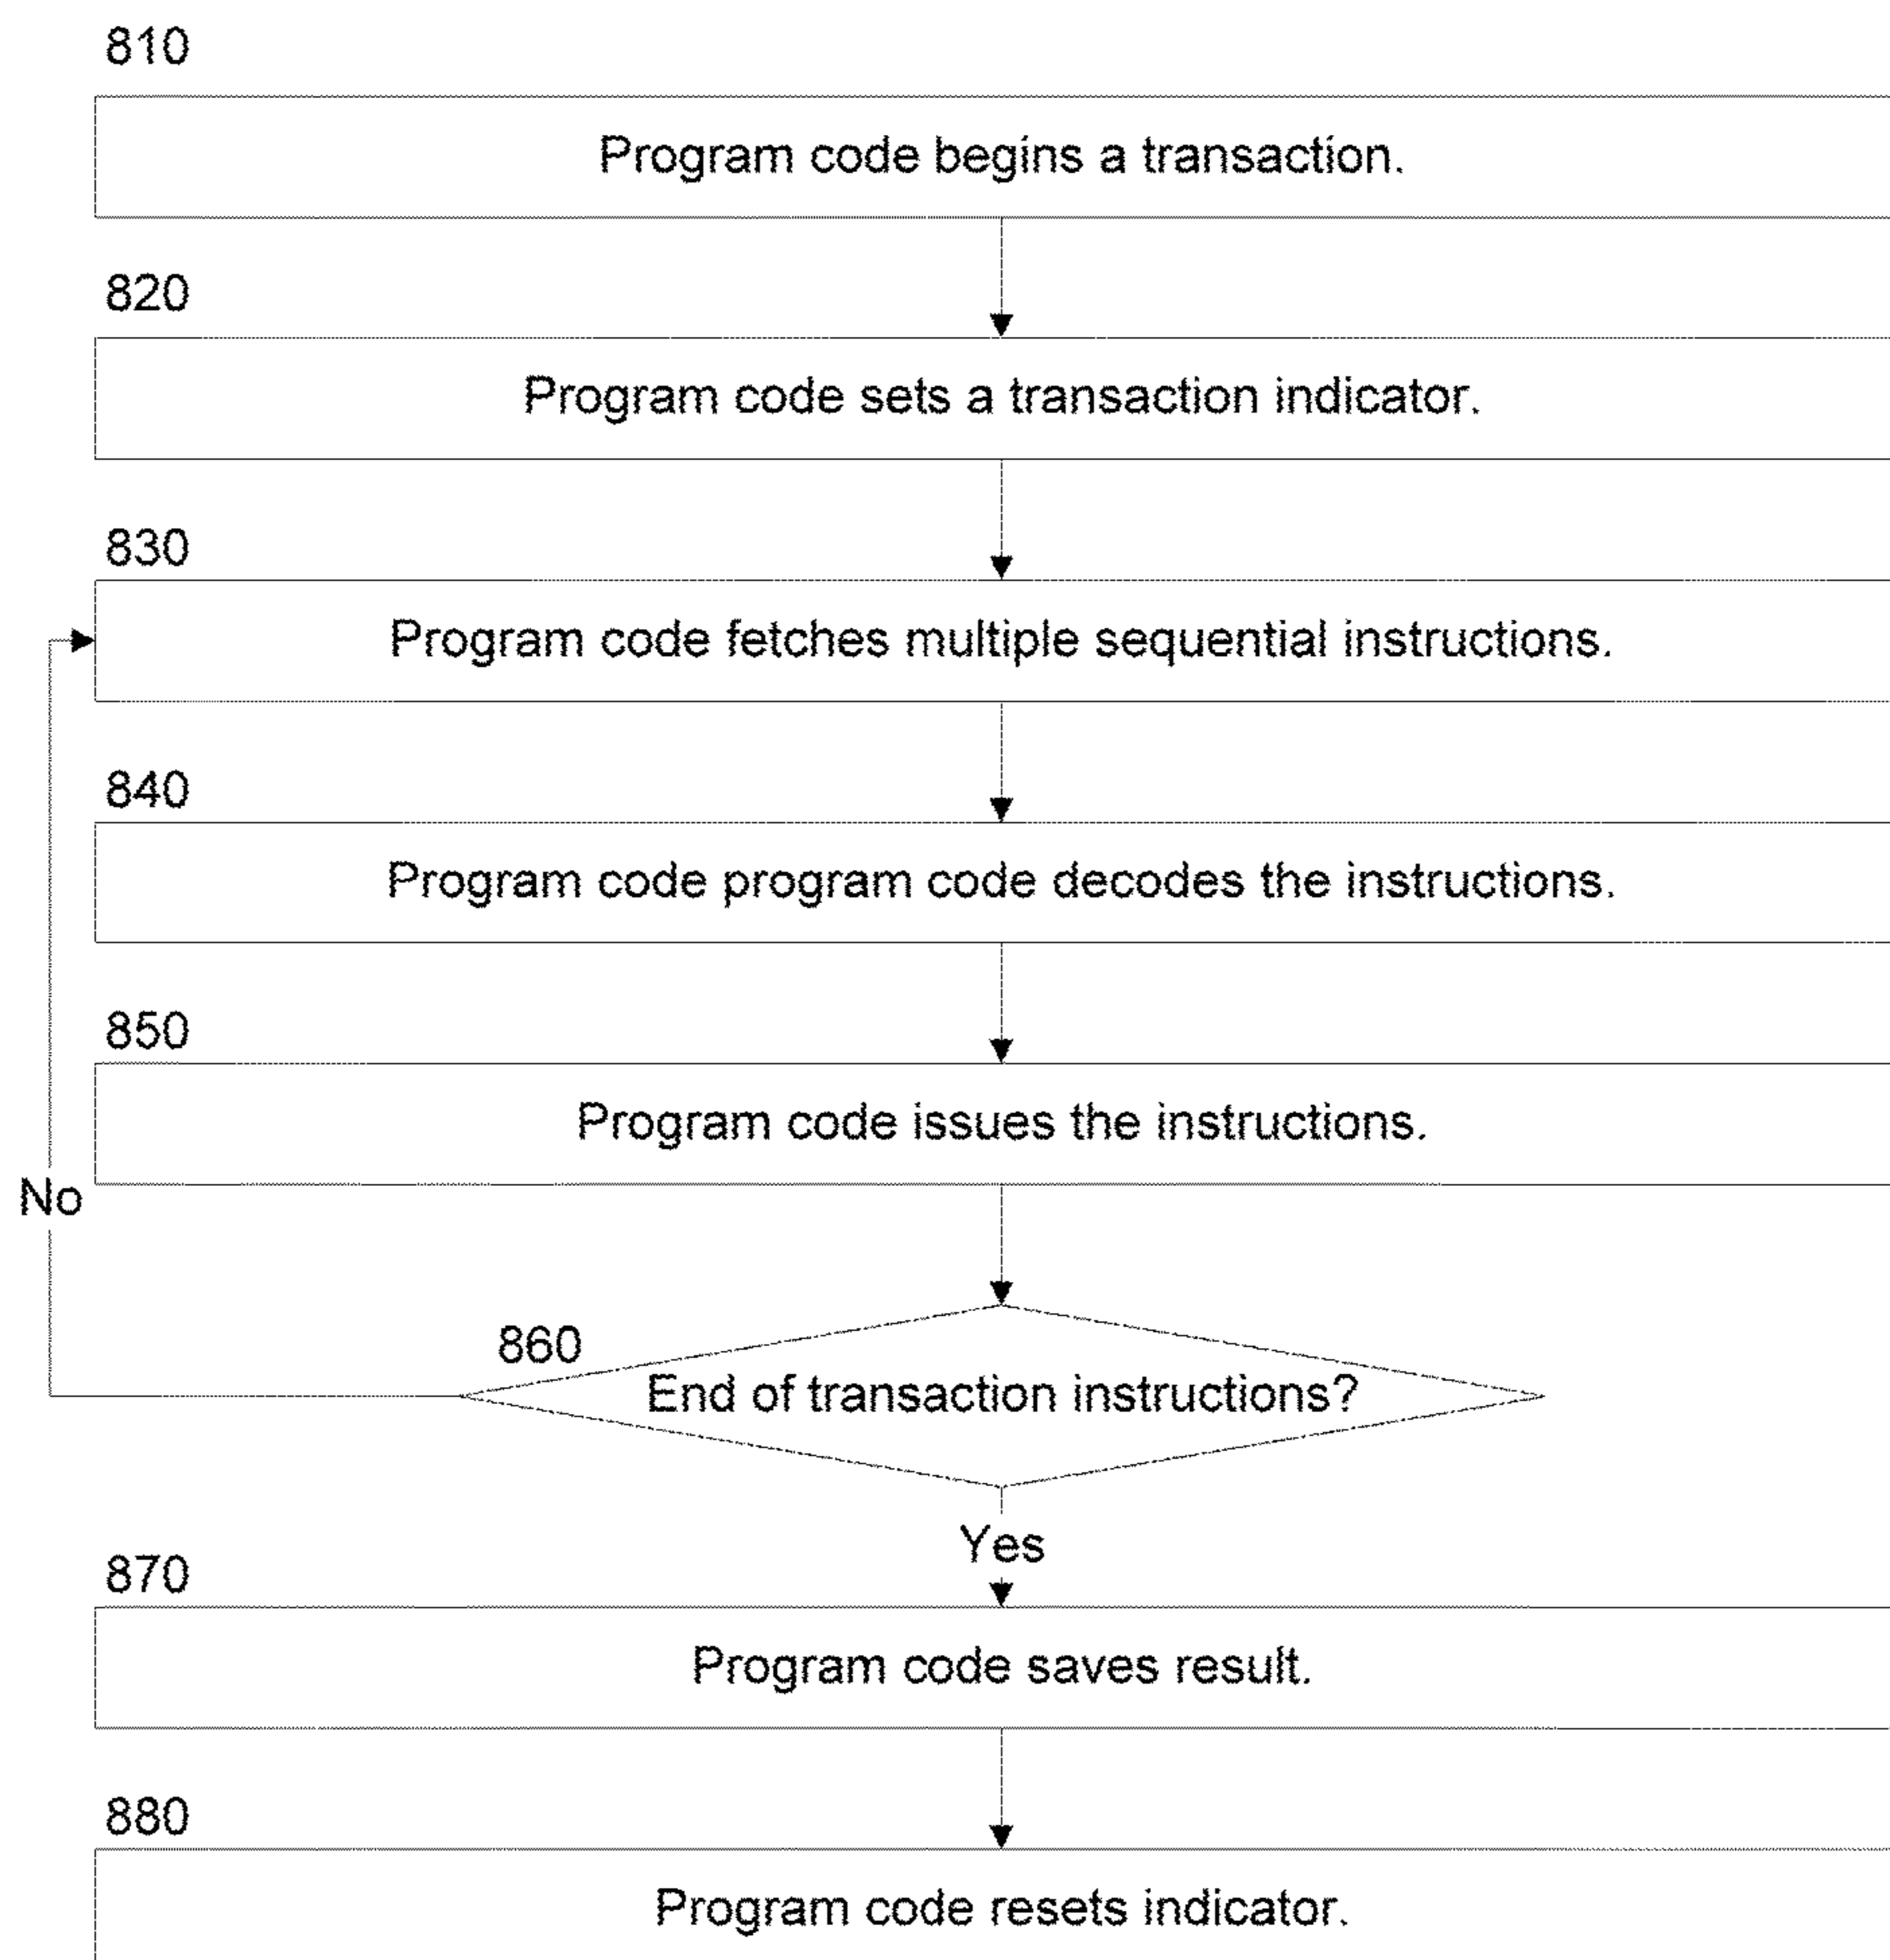 810
Program code begins a transaction.
820
Program code sets a transaction indicator.
830
Program code fetches multiple sequential instructions.
840
Program code program code decodes the instructions.
850
Program code issues the instructions.
No
860
End of transaction instructions?
Yes
870
Program code saves result.
880
Program code resets indicator.